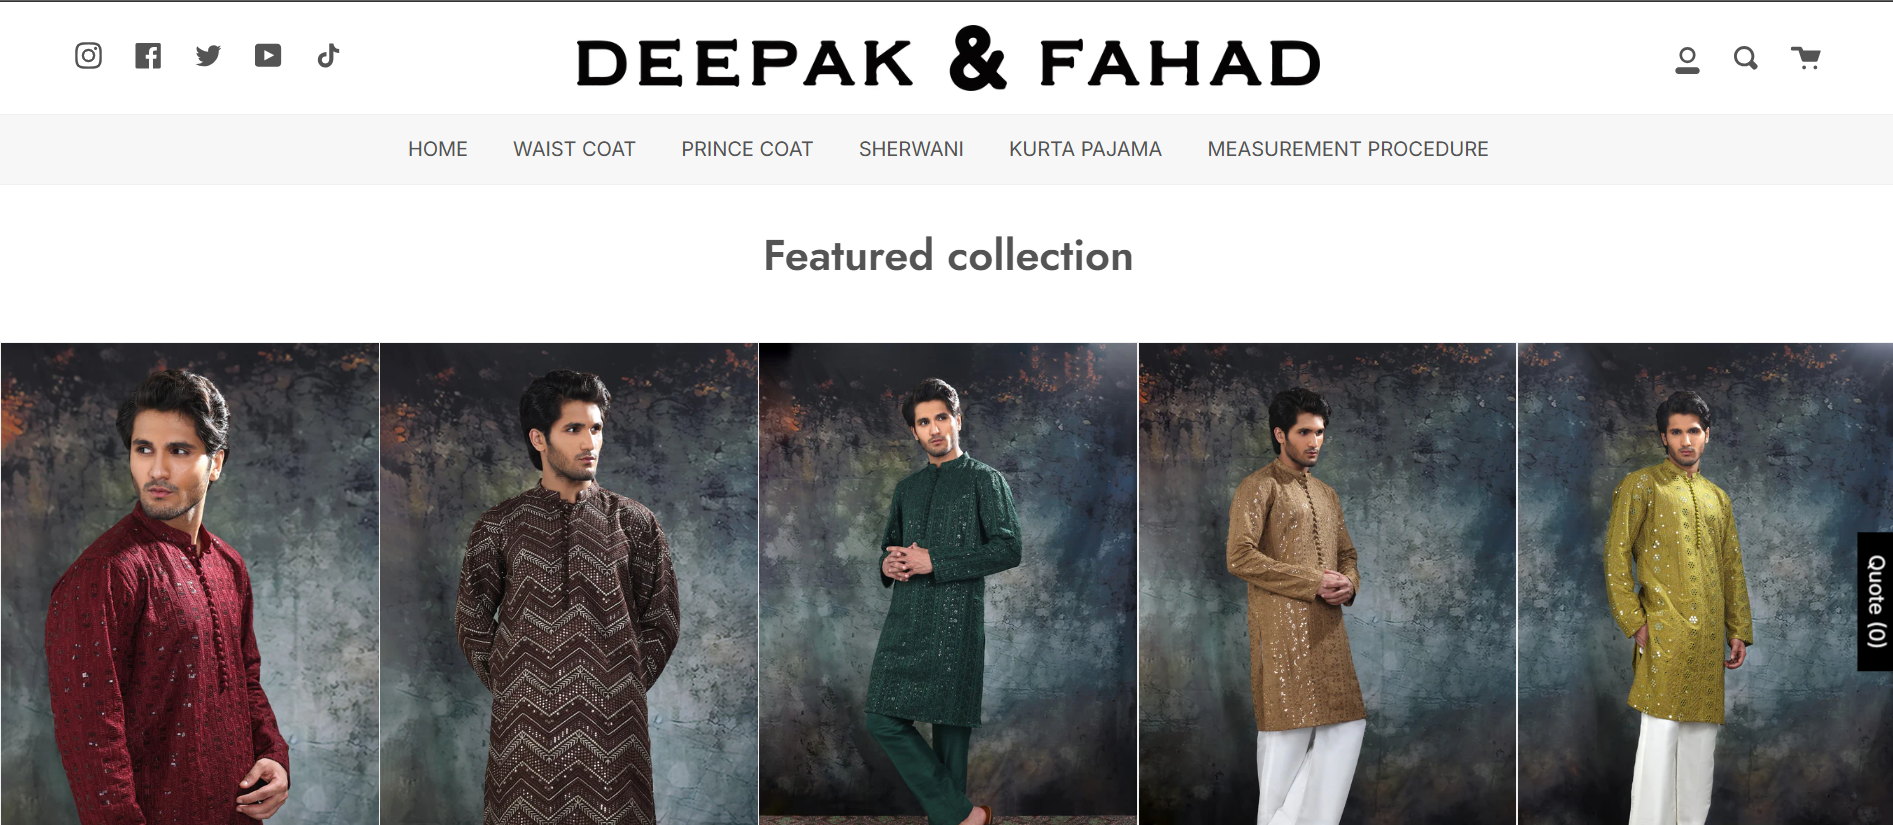 DEEPAK & FAHAD
HOME WAIST COAT PRINCE COAT SHERWANI KURTA PAJAMA MEASUREMENT PROCEDURE
Featured collection
Quote (0)